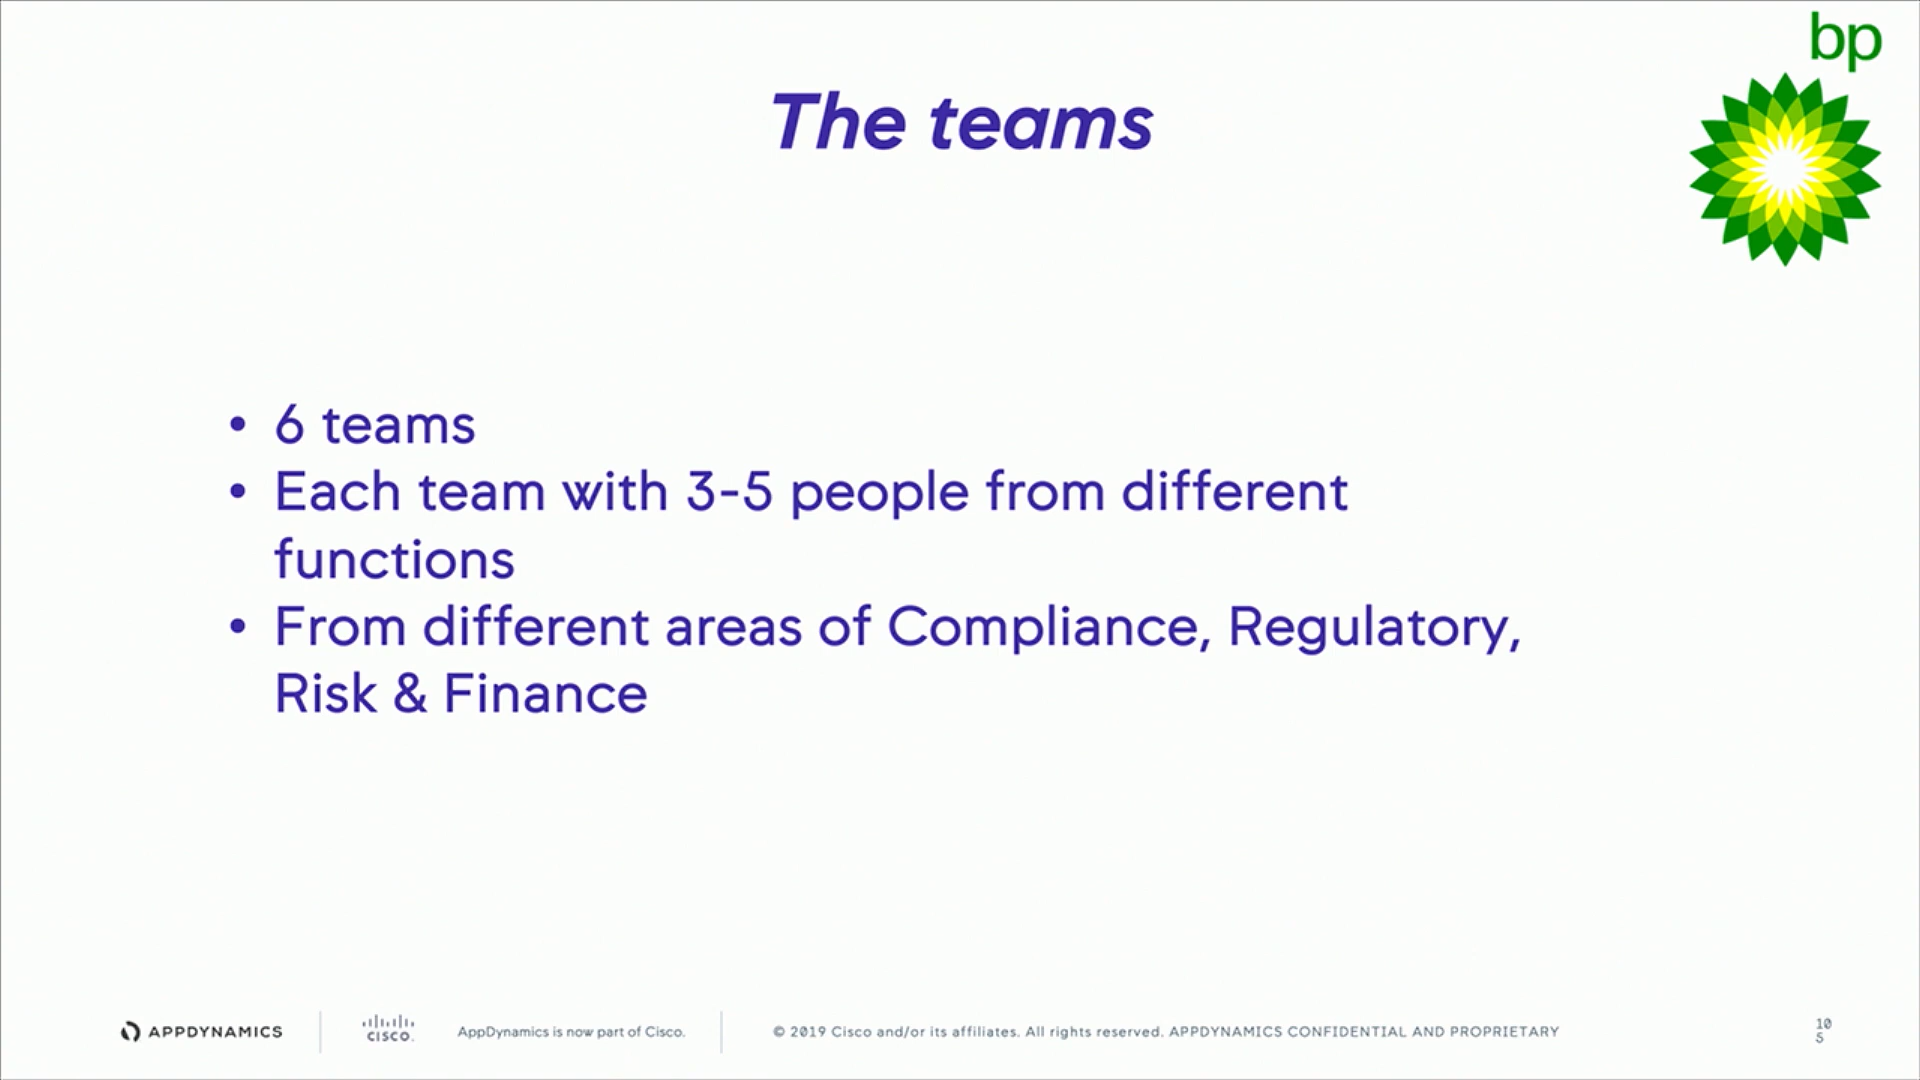 bp
The teams
• 6 teams
• Each team with 3-5 people from different
functions
• From different areas of Compliance, Regulatory,
Risk & Finance
APPDYNAMICS
CISCO.
AppDynamics is now part of Cisco.
© 2019 Cisco and/or its affiliates. All rights reserved. APPDYNAMICS CONFIDENTIAL AND PROPRIETARY
10
5